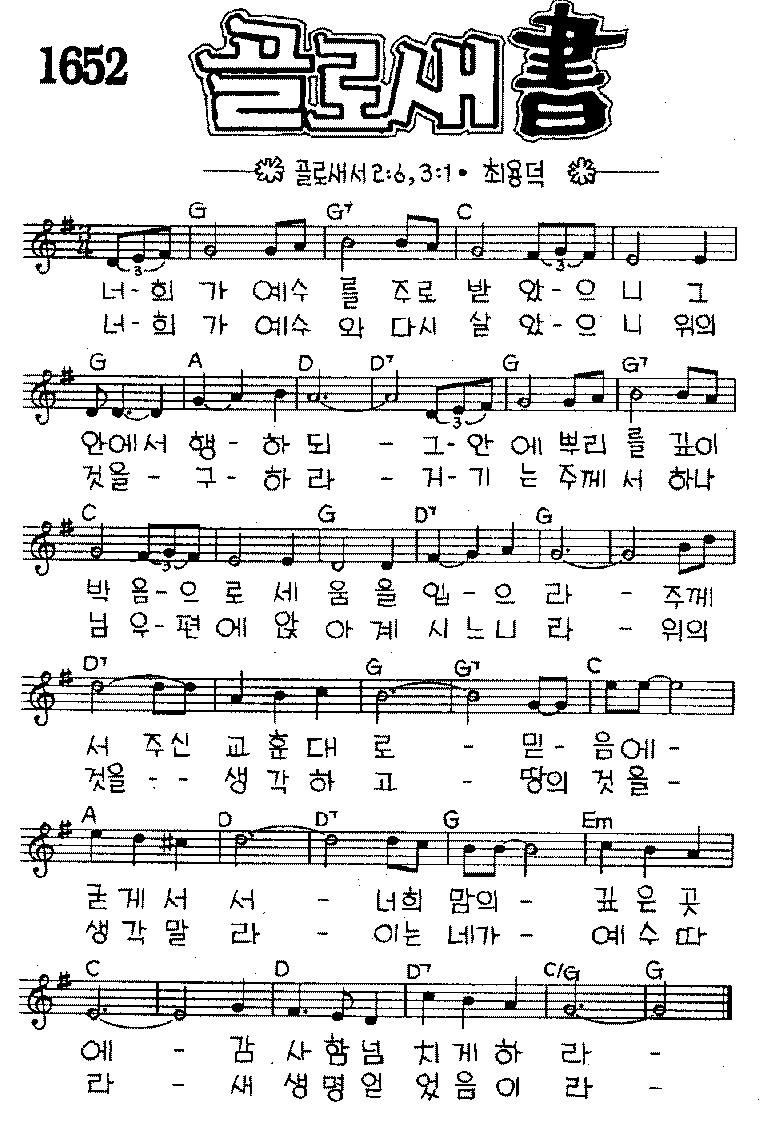 1652
골로새書
골로새서 2:6, 3:1 • 최용덕
G G7 C
3 3
너-희 가 예수 를 주로 받 았-으 니 그
너-희 가 예수 와 다시 살 았-으 니 위의
G A D D7 G G7
3
안에서 행-하 되 - 그-안 에 뿌리 를 깊이
것을-구-하 라 - 거-기 는 주께 서 하나
C G D7 G
3
박 음-으 로 세 움 을 입-으 라 - 주께
님 우-편 에 앉 아 계 시 느니 라 - 위의
D7 G G7 C
서 주신 교 훈 대 로 - 믿-음에-
것을-- 생 각 하 고 - 땅의 것 을-
A D D7 G Em
굳 게 서 서 - 너희 맘의 - 깊 은 곳
생 각 말 라 - 이는 네가 - 예 수 따
C D D7 C/G G
에 - 감 사 함 넘 치 게 하 라 -
라 - 새 생 명 얻 었 음 이 라 -